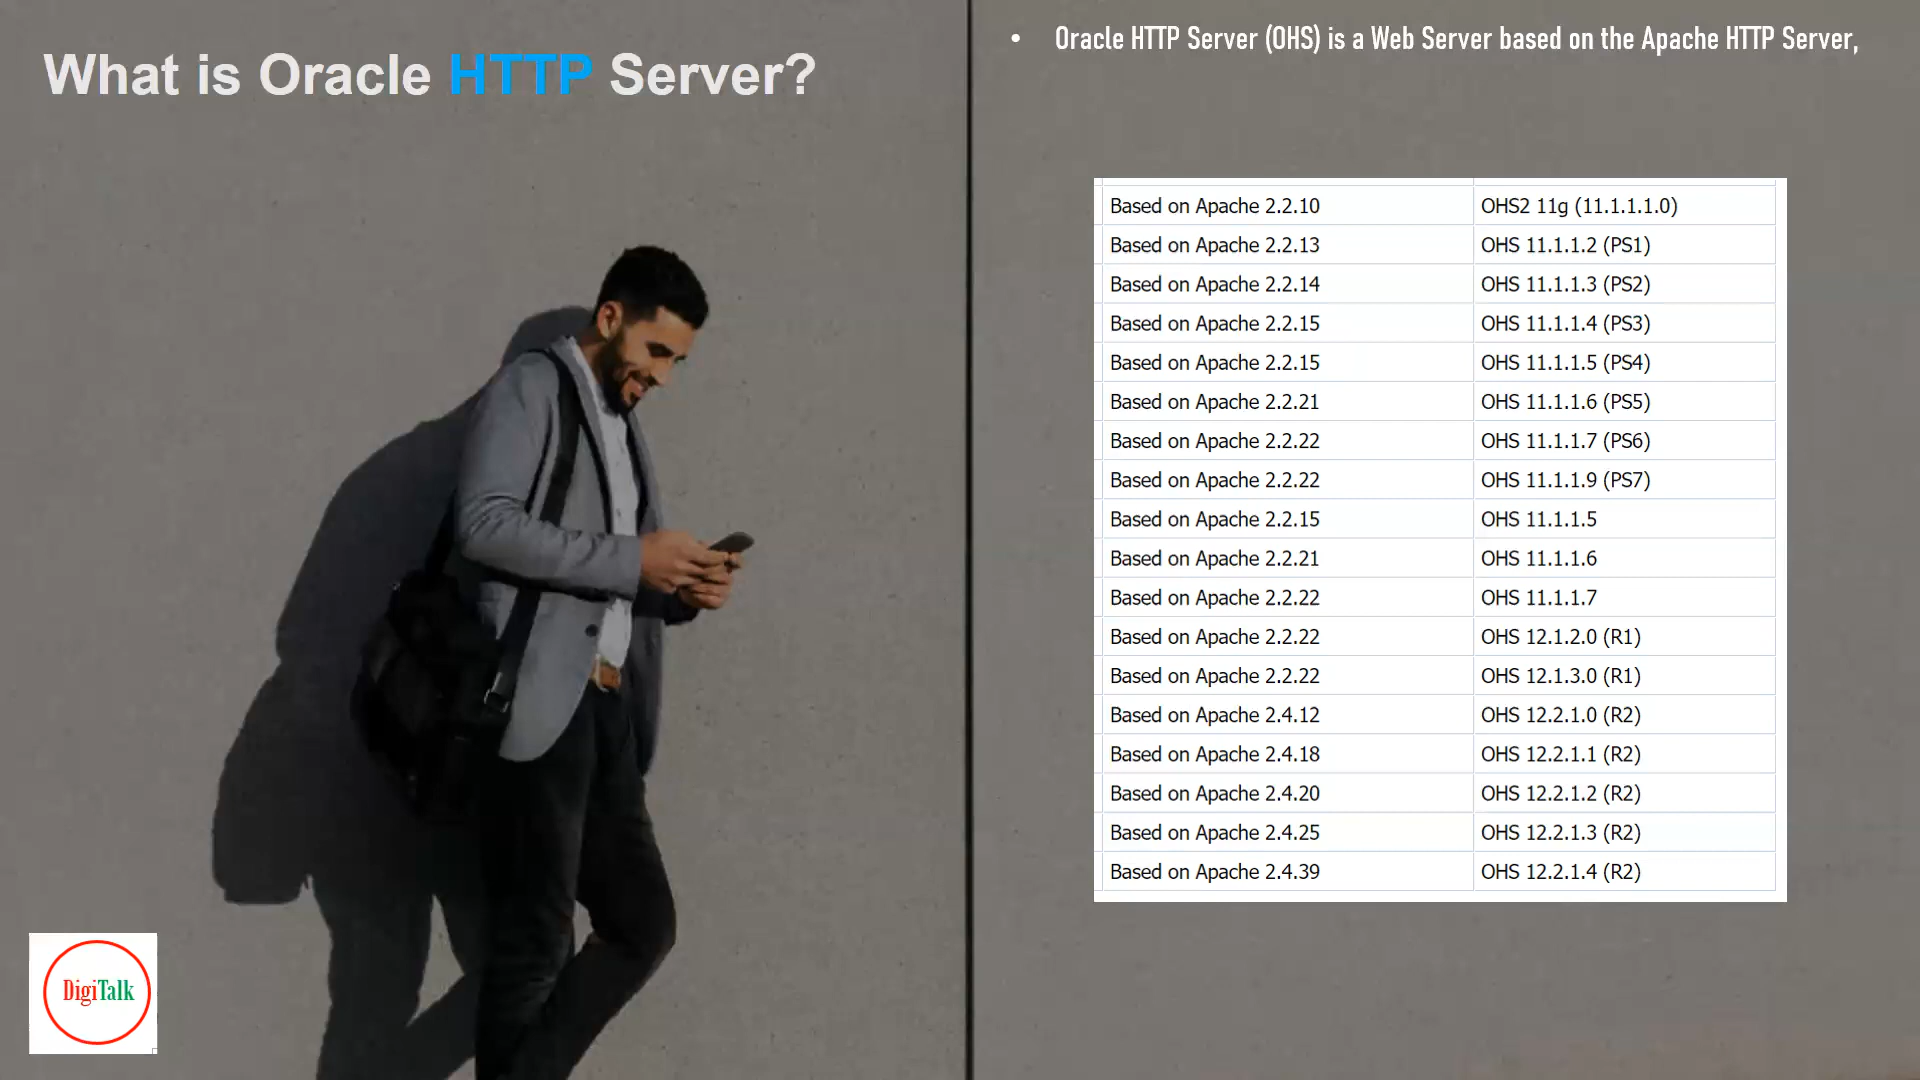 What is Oracle HTTP Server?
• Oracle HTTP Server (OHS) is a Web Server based on the Apache HTTP Server,
Based on Apache 2.2.10 OHS2 11g (11.1.1.1.0)
Based on Apache 2.2.13 OHS 11.1.1.2 (PS1)
Based on Apache 2.2.14 OHS 11.1.1.3 (PS2)
Based on Apache 2.2.15 OHS 11.1.1.4 (PS3)
Based on Apache 2.2.15 OHS 11.1.1.5 (PS4)
Based on Apache 2.2.21 OHS 11.1.1.6 (PS5)
Based on Apache 2.2.22 OHS 11.1.1.7 (PS6)
Based on Apache 2.2.22 OHS 11.1.1.9 (PS7)
Based on Apache 2.2.15 OHS 11.1.1.5
Based on Apache 2.2.21 OHS 11.1.1.6
Based on Apache 2.2.22 OHS 11.1.1.7
Based on Apache 2.2.22 OHS 12.1.2.0 (R1)
Based on Apache 2.2.22 OHS 12.1.3.0 (R1)
Based on Apache 2.4.12 OHS 12.2.1.0 (R2)
Based on Apache 2.4.18 OHS 12.2.1.1 (R2)
Based on Apache 2.4.20 OHS 12.2.1.2 (R2)
Based on Apache 2.4.25 OHS 12.2.1.3 (R2)
Based on Apache 2.4.39 OHS 12.2.1.4 (R2)
DigiTalk